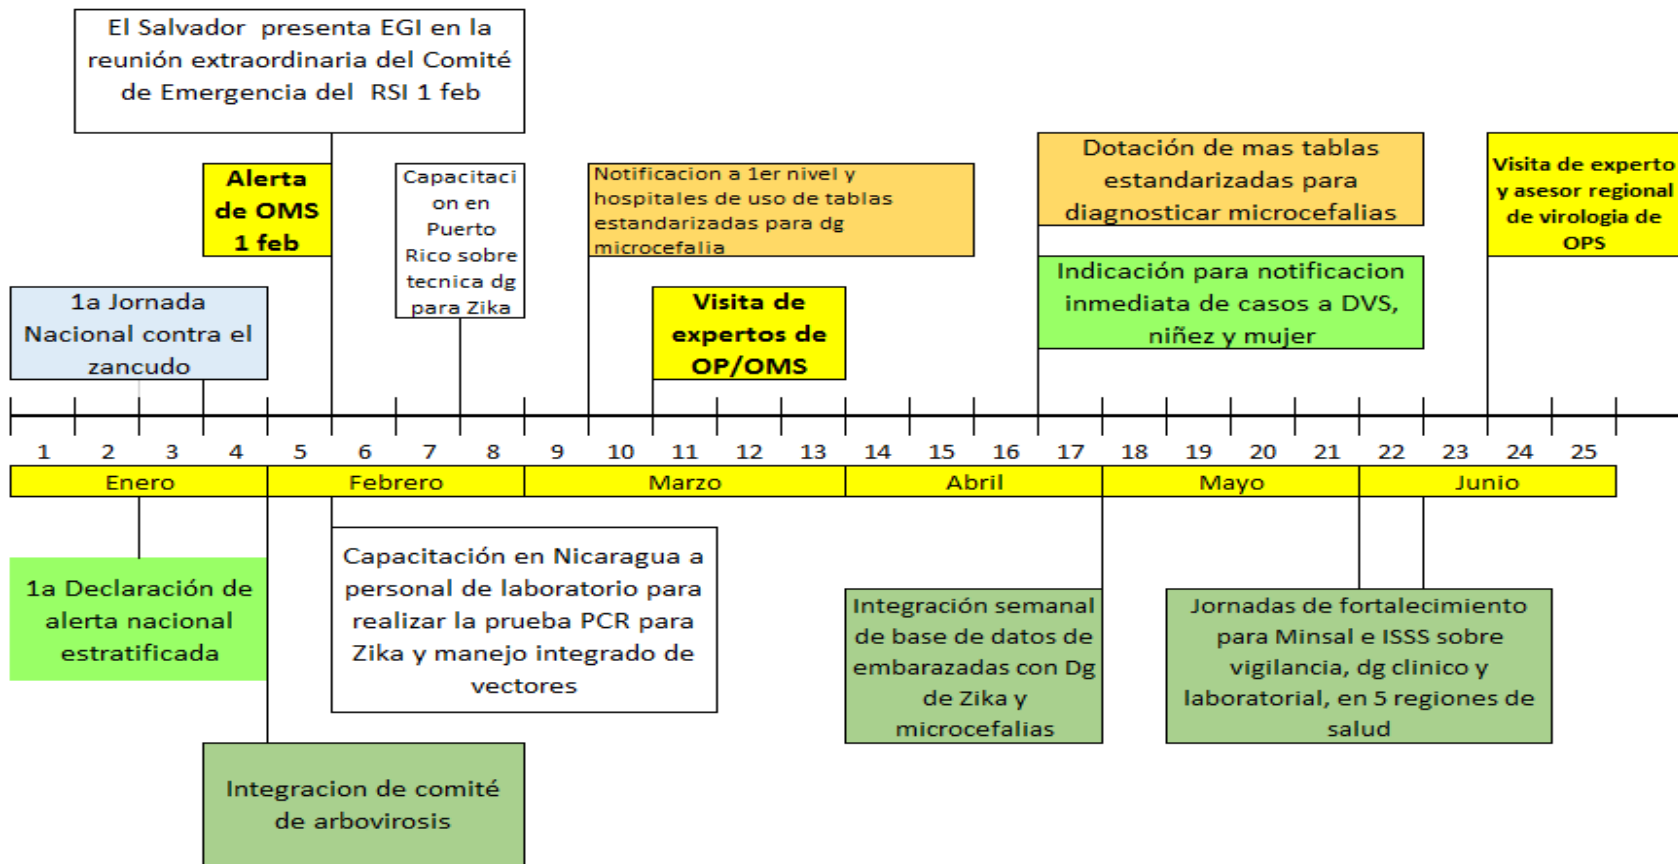 El Salvador presenta EGI en la
reunión extraordinaria del Comité
de Emergencia del RSI 1 feb
Alerta
de OMS
1 feb
Capacitaci
on en
Puerto
Rico sobre
tecnica dg
para Zika
Notificacion a 1er nivel y
hospitales de uso de tablas
estandarizadas para dg
microcefalia
Dotación de mas tablas
estandarizadas para
diagnosticar microcefalias
Visita de experto
y asesor regional
de virologia de
OPS
1a Jornada
Nacional contra el
zancudo
Visita de
expertos de
OP/OMS
Indicación para notificacion
inmediata de casos a DVS,
niñez y mujer
1 2 3 4 5 6 7 8 9 10 11 12 13 14 15 16 17 18 19 20 21 22 23 24 25
Enero Febrero Marzo Abril Mayo Junio
1a Declaración de
alerta nacional
estratificada
Capacitación en Nicaragua a
personal de laboratorio para
realizar la prueba PCR para
Zika y manejo integrado de
vectores
Integración semanal
de base de datos de
embarazadas con Dg
de Zika y
microcefalias
Jornadas de fortalecimiento
para Minsal e ISSS sobre
vigilancia, dg clinico y
laboratorial, en 5 regiones de
salud
Integracion de comité
de arbovirosis